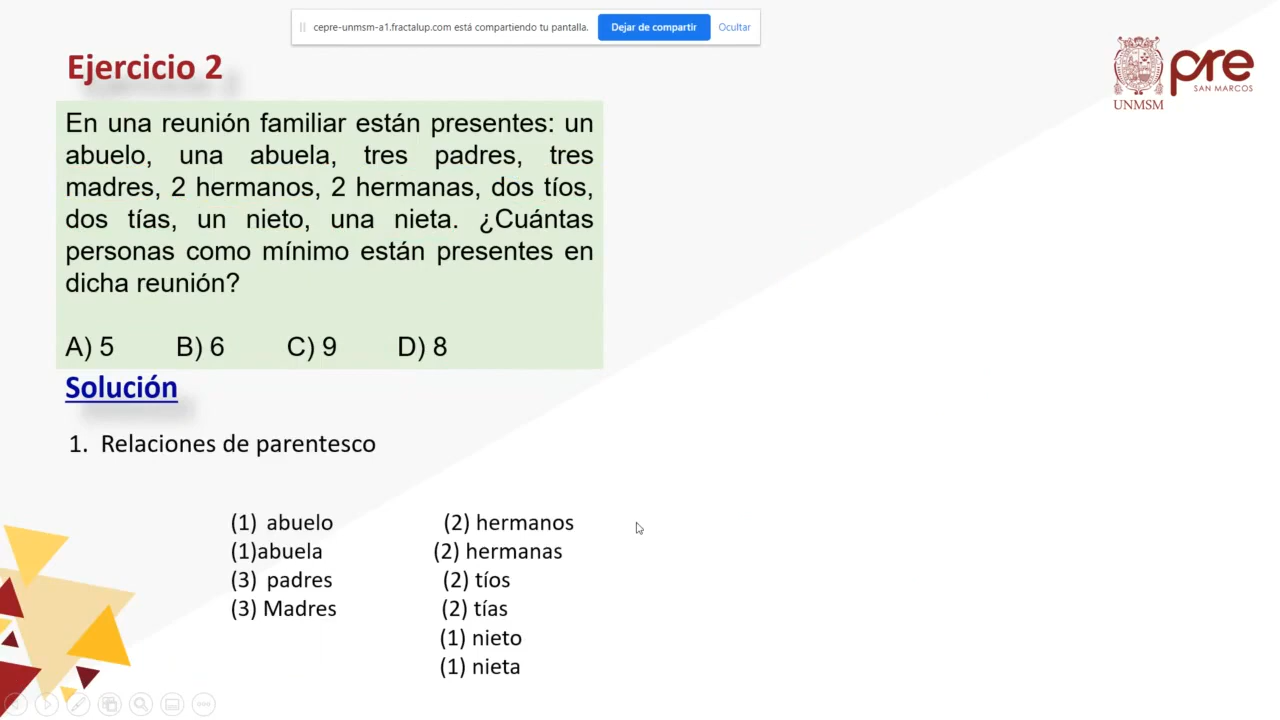 cepre-unmsm-a1.fractalup.com está compartiendo tu pantalla. Dejar de compartir Ocultar
Ejercicio 2
pre
SAN MARCOS
UNMSM
En una reunión familiar están presentes: un
abuelo, una abuela, tres padres, tres
madres, 2 hermanos, 2 hermanas, dos tíos,
dos tías, un nieto, una nieta. ¿Cuántas
personas como mínimo están presentes en
dicha reunión?
A) 5 B) 6 C) 9 D) 8
Solución
1. Relaciones de parentesco
(1) abuelo
(1)abuela
(3) padres
(3) Madres
(2) hermanos
(2) hermanas
(2) tíos
(2) tías
(1) nieto
(1) nieta